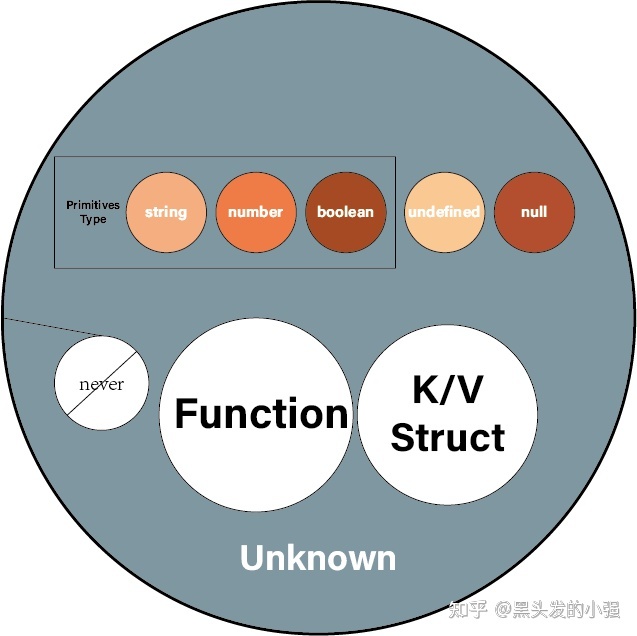 Primitives
Type
string
number
boolean
undefined
null
never
Function
K/V
Struct
Unknown
知乎 @黑头发的小强